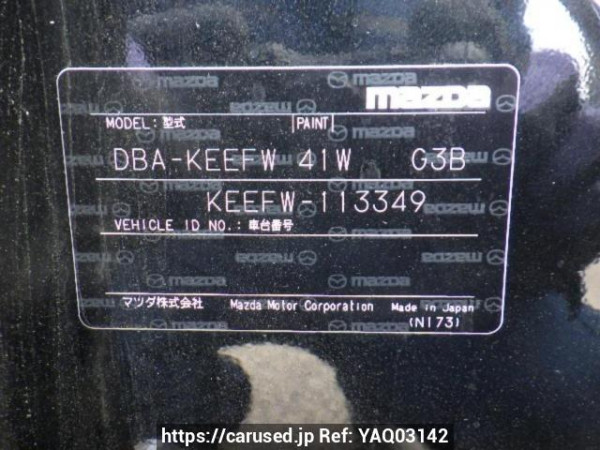 mazda
MODEL: 型式 PAINT
DBA-KEEFW 41W G3B
KEEFW-113349
VEHICLE ID NO.: 車台番号
マツダ株式会社 Mazda Motor Corporation Made in Japan
(N173)
https://carused.jp Ref: YAQ03142